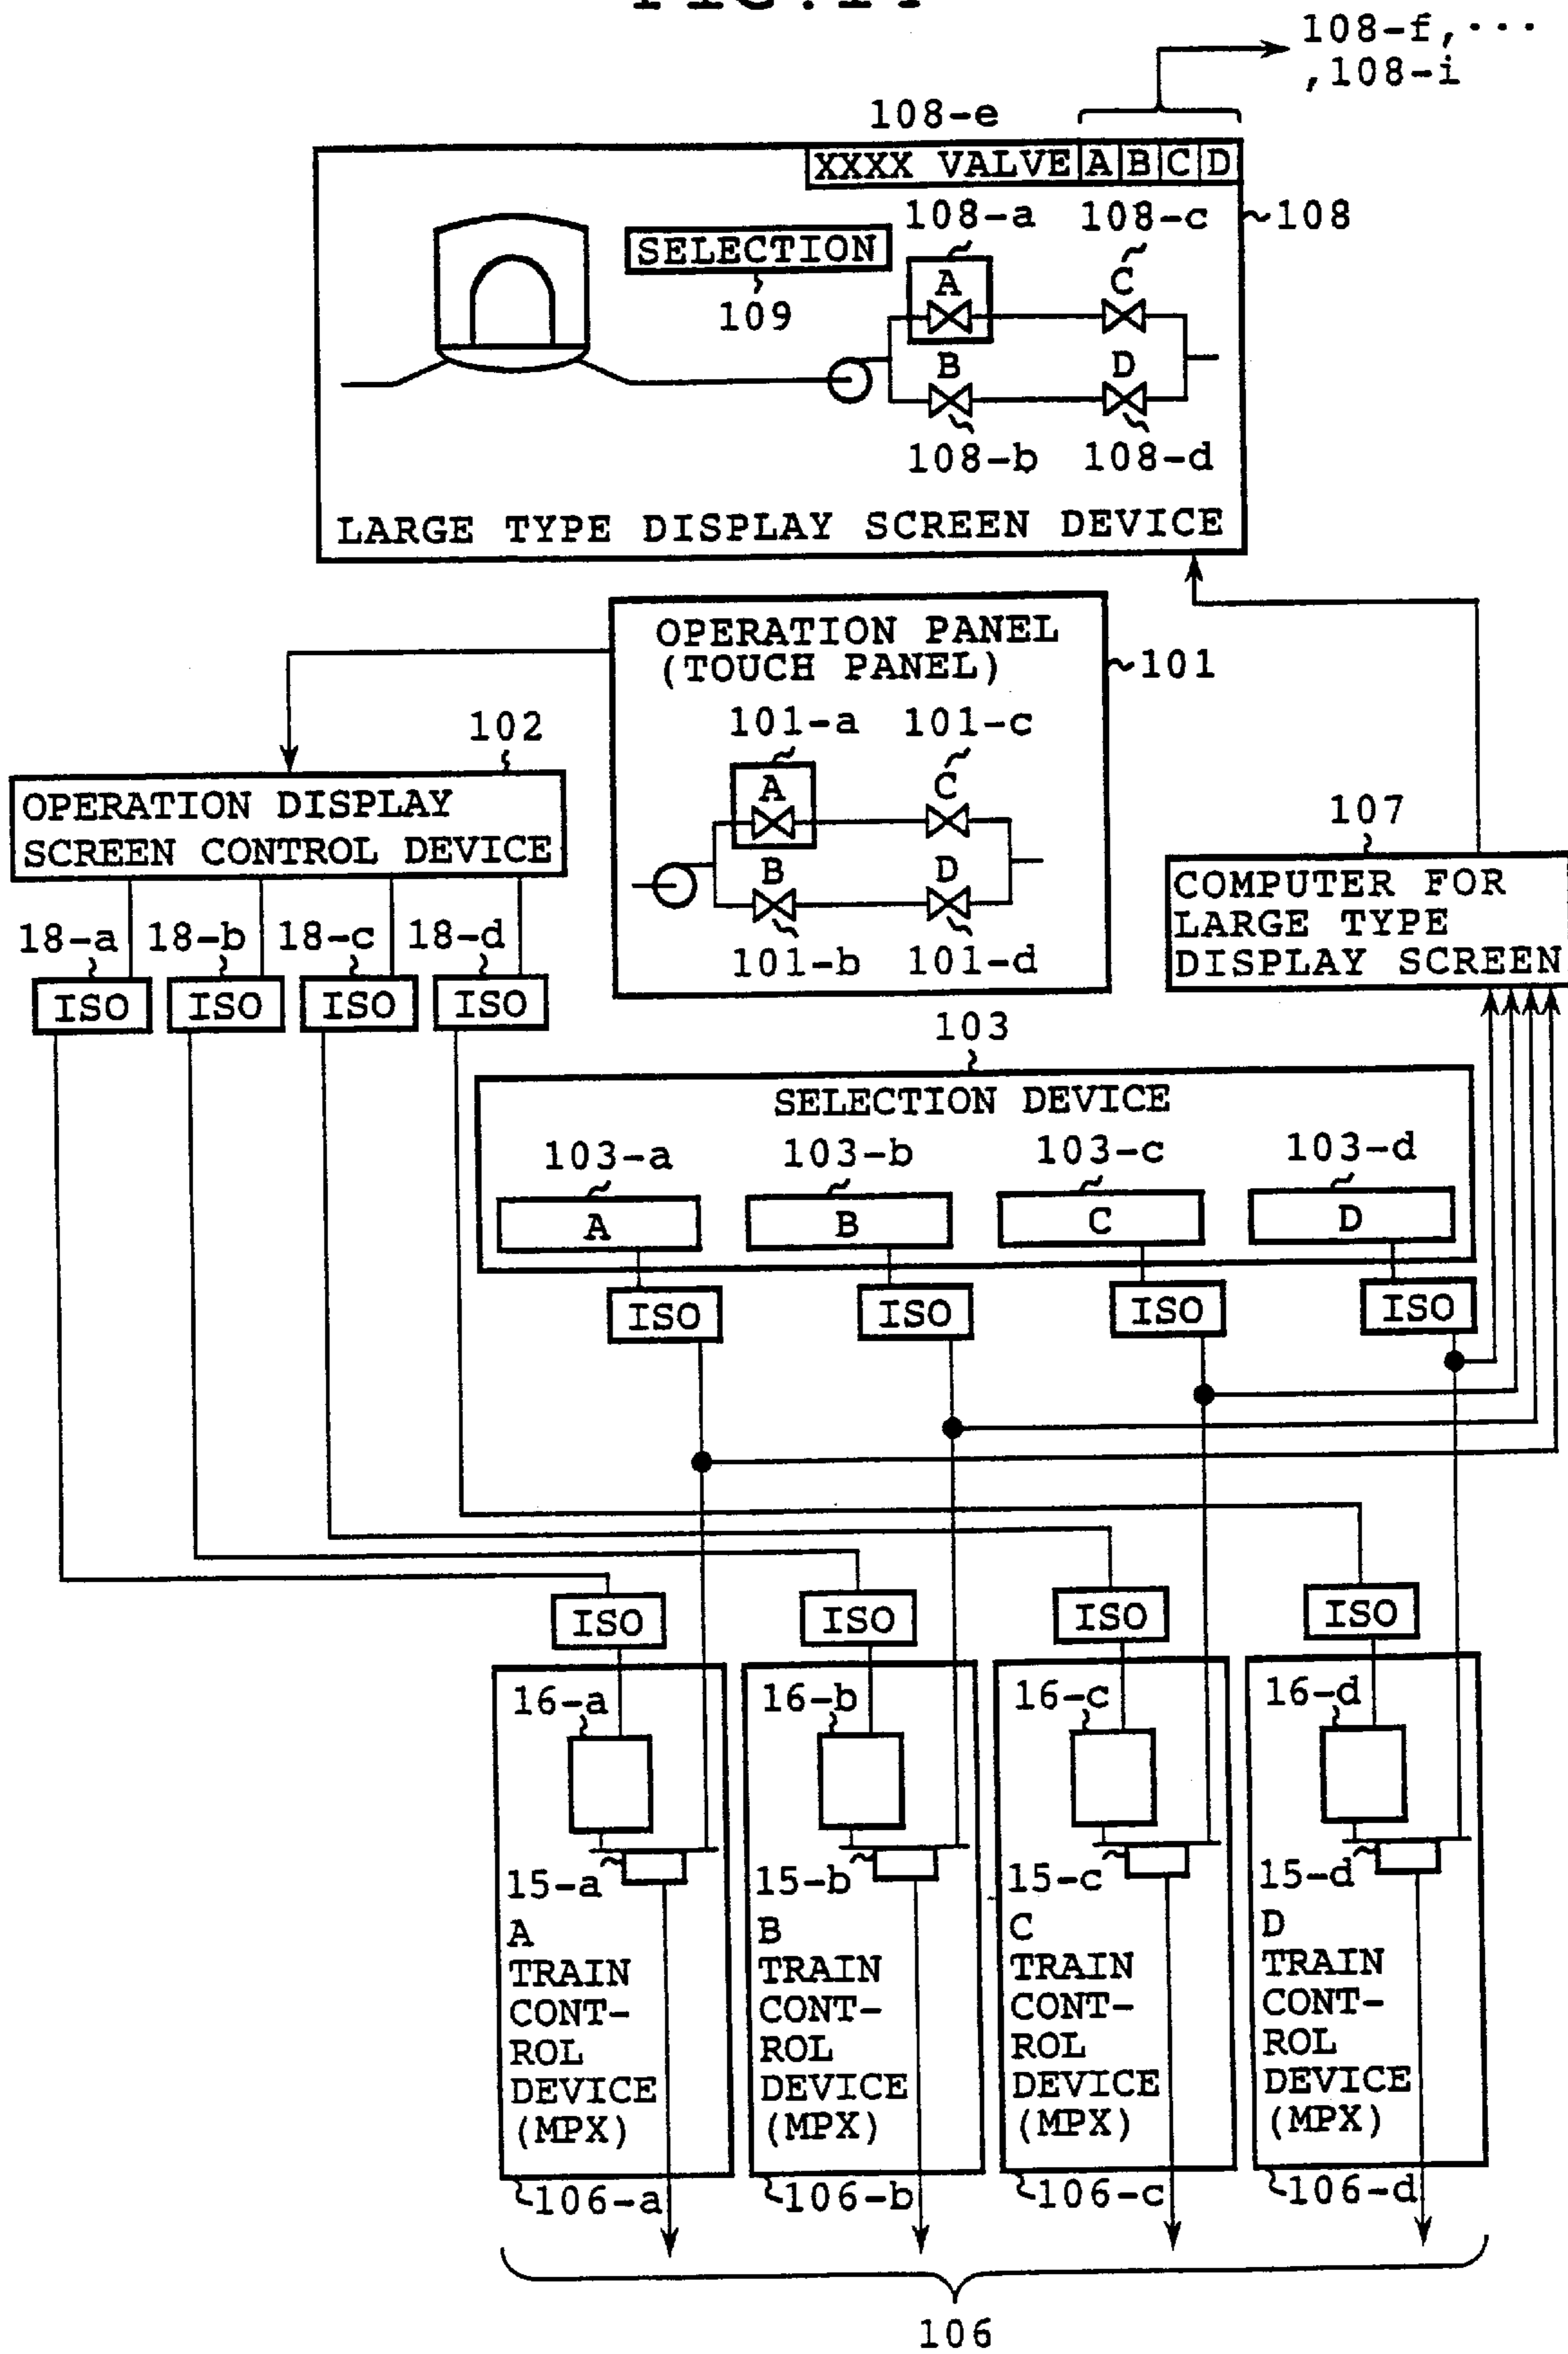 108-f, ···
,108-i
108-e
XXXX VALVE A B C D
108-a 108-c
108
SELECTION
A C
109
B D
108-b 108-d
LARGE TYPE DISPLAY SCREEN DEVICE
OPERATION PANEL
(TOUCH PANEL)
101
101-a 101-c
A C
B D
101-b 101-d
102
OPERATION DISPLAY
SCREEN CONTROL DEVICE
107
COMPUTER FOR
LARGE TYPE
DISPLAY SCREEN
18-a 18-b 18-c 18-d
ISO ISO ISO ISO
103
SELECTION DEVICE
103-a 103-b 103-c 103-d
A B C D
ISO ISO ISO ISO
ISO ISO ISO ISO
16-a 16-b 16-c 16-d
15-a 15-b 15-c 15-d
A
TRAIN
CONT-
ROL
DEVICE
(MPX)
B
TRAIN
CONT-
ROL
DEVICE
(MPX)
C
TRAIN
CONT-
ROL
DEVICE
(MPX)
D
TRAIN
CONT-
ROL
DEVICE
(MPX)
106-a 106-b 106-c 106-d
106